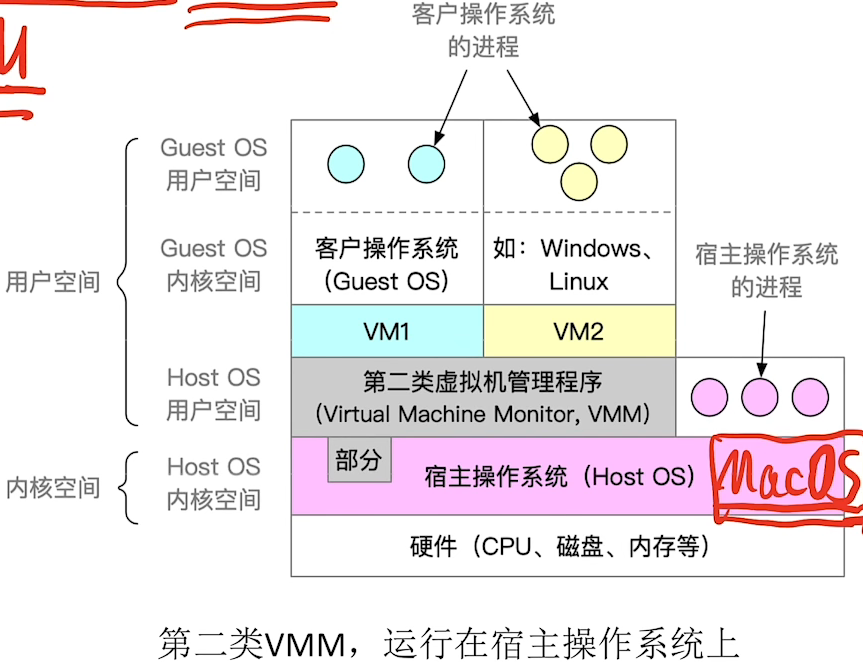 客户操作系统
的进程
Guest OS
用户空间
Guest OS
内核空间
客户操作系统
（Guest OS）
如：Windows、
Linux
宿主操作系统
的进程
用户空间
VM1
VM2
Host OS
用户空间
第二类虚拟机管理程序
（Virtual Machine Monitor, VMM）
内核空间
Host OS
内核空间
部分
宿主操作系统（Host OS）
MacOS
硬件（CPU、磁盘、内存等）
第二类VMM，运行在宿主操作系统上